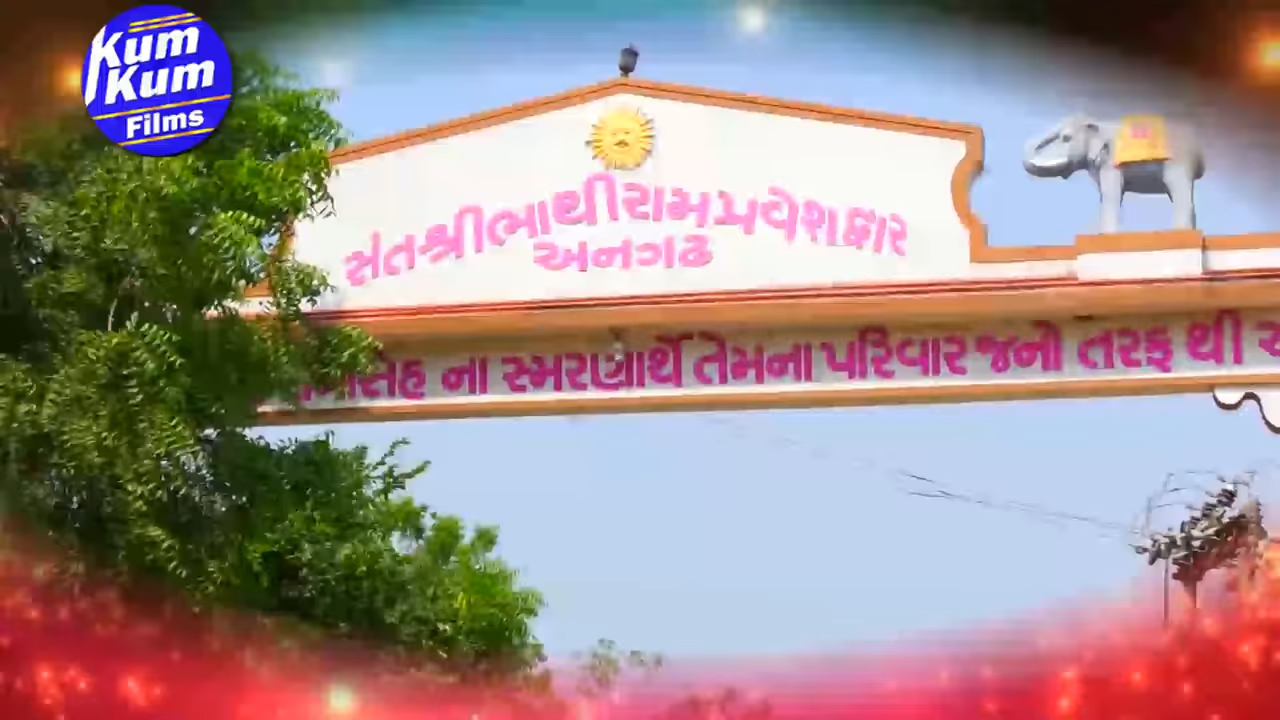 Kum
Kum
Films
સંતશ્રીભાથીરામપ્રવેશદ્વાર
અનગઢ
ના સ્મરણાર્થે તેમના પરિવારજનો તરફ થી